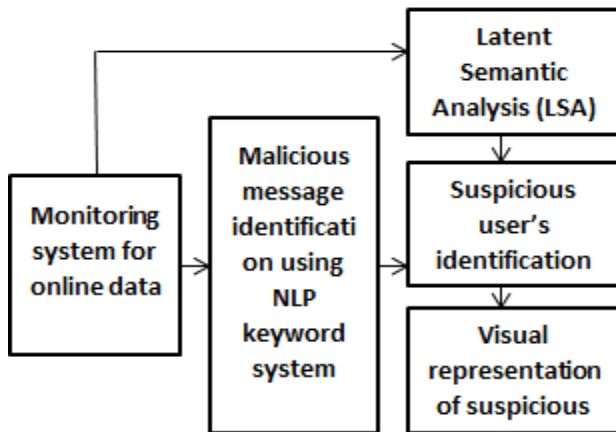 Monitoring
system for
online data
Malicious
message
identificati
on using
NLP
keyword
system
Latent
Semantic
Analysis (LSA)
Suspicious
user's
identification
Visual
representation
of suspicious